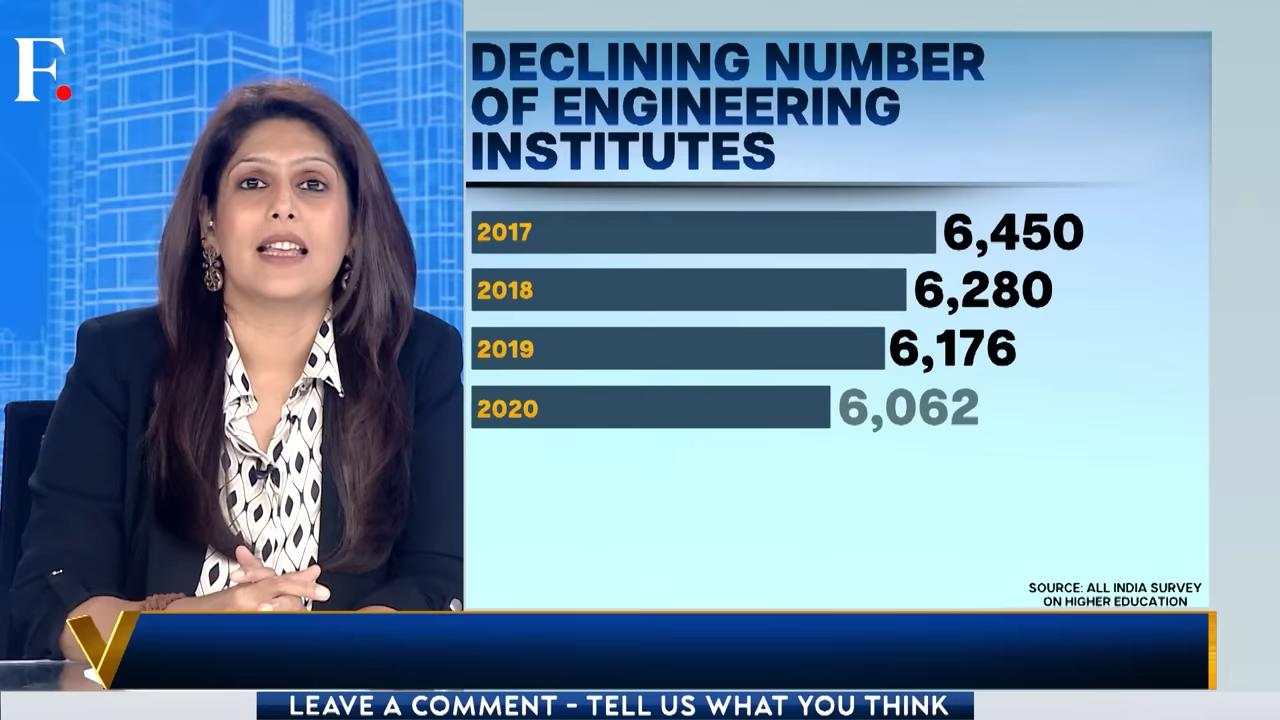 F.
DECLINING NUMBER
OF ENGINEERING
INSTITUTES
2017 6,450
2018 6,280
2019 6,176
2020 6,062
SOURCE: ALL INDIA SURVEY
ON HIGHER EDUCATION
V
LEAVE A COMMENT - TELL US WHAT YOU THINK